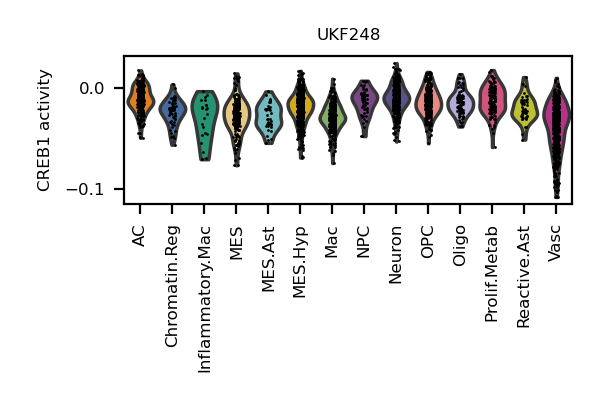 UKF248
CREB1 activity
0.0
−0.1
AC
Chromatin.Reg
Inflammatory.Mac
MES
MES.Ast
MES.Hyp
Mac
NPC
Neuron
OPC
Oligo
Prolif.Metab
Reactive.Ast
Vasc